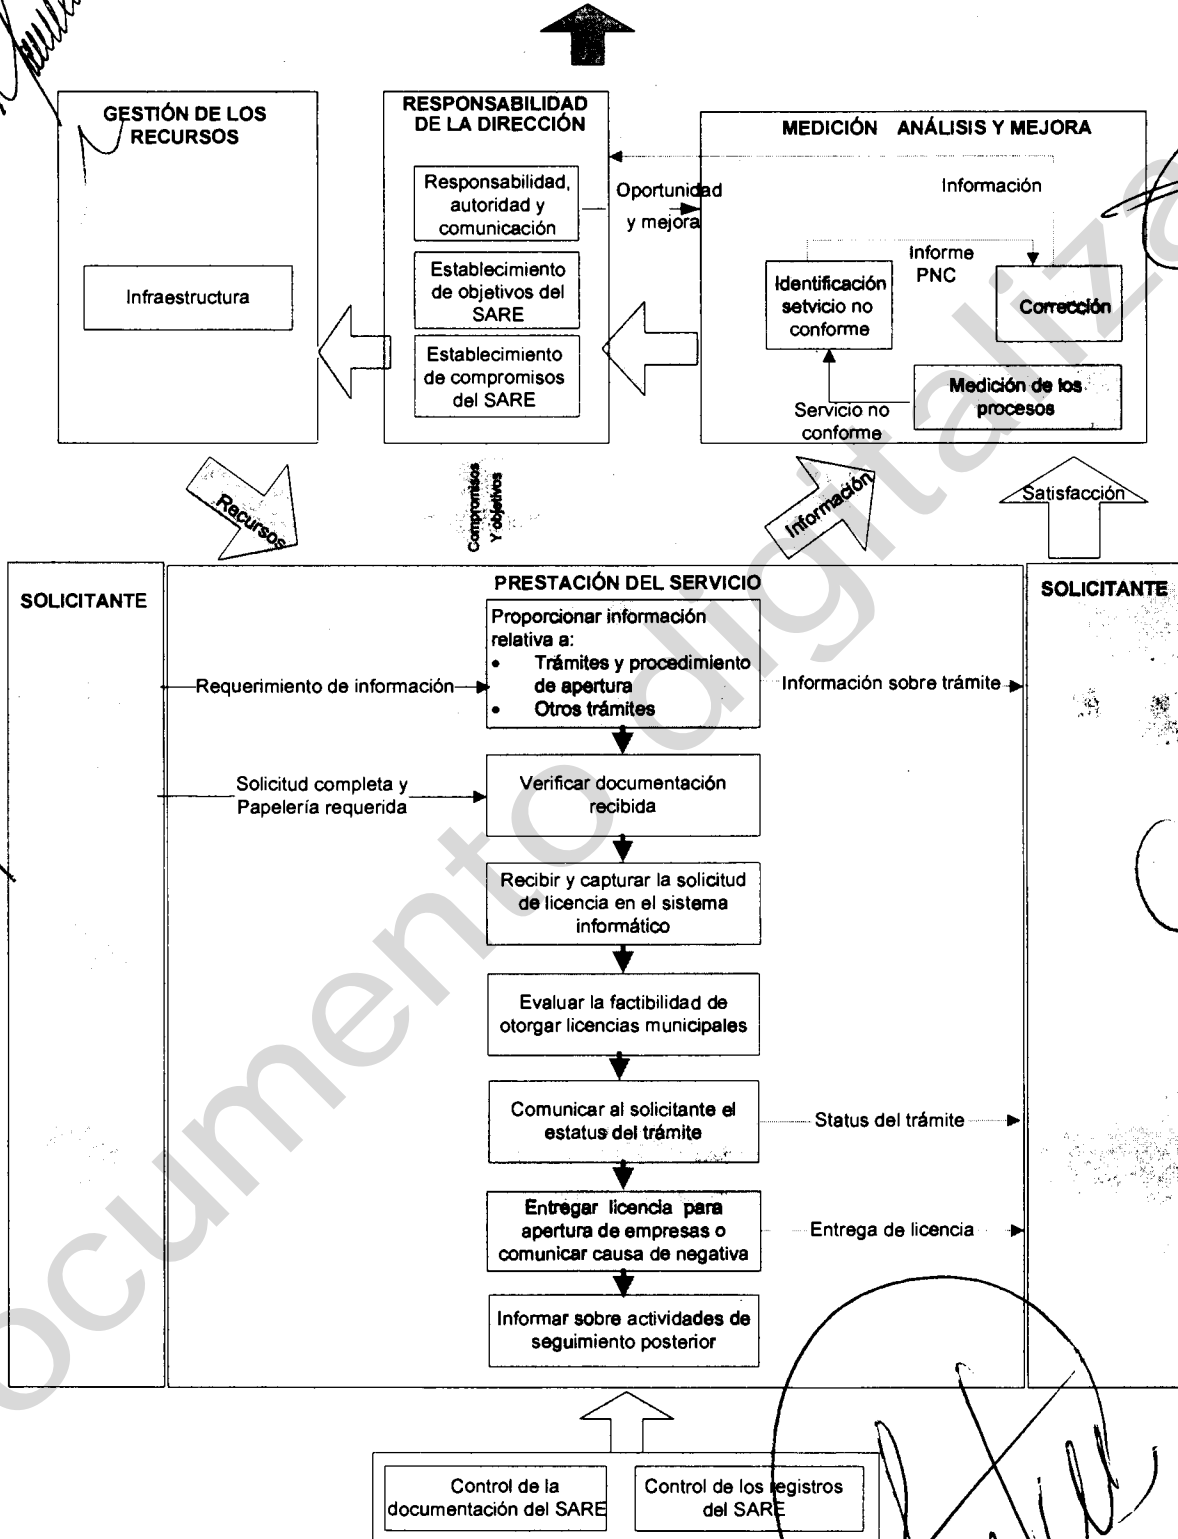 GESTIÓN DE LOS
RECURSOS
Infraestructura
RESPONSABILIDAD
DE LA DIRECCIÓN
Responsabilidad,
autoridad y
comunicación
Establecimiento
de objetivos del
SARE
Establecimiento
de compromisos
del SARE
Oportunidad
y mejora
MEDICIÓN ANÁLISIS Y MEJORA
Información
Informe
PNC
Identificación
setvicio no
conforme
Corrección
Medición de los
procesos
Servicio no
conforme
Recursos
Compromisos
Y objetivos
Información
Satisfacción
SOLICITANTE
PRESTACIÓN DEL SERVICIO
SOLICITANTE
Proporcionar información
relativa a:
• Trámites y procedimiento
de apertura
• Otros trámites
Requerimiento de información
Información sobre trámite
Solicitud completa y
Papelería requerida
Verificar documentación
recibida
Recibir y capturar la solicitud
de licencia en el sistema
informático
Evaluar la factibilidad de
otorgar licencias municipales
Comunicar al solicitante el
estatus del trámite
Status del trámite
Entregar licencia para
apertura de empresas o
comunicar causa de negativa
Entrega de licencia
Informar sobre actividades de
seguimiento posterior
Control de la
documentación del SARE
Control de los registros
del SARE
ocumento digitaliza